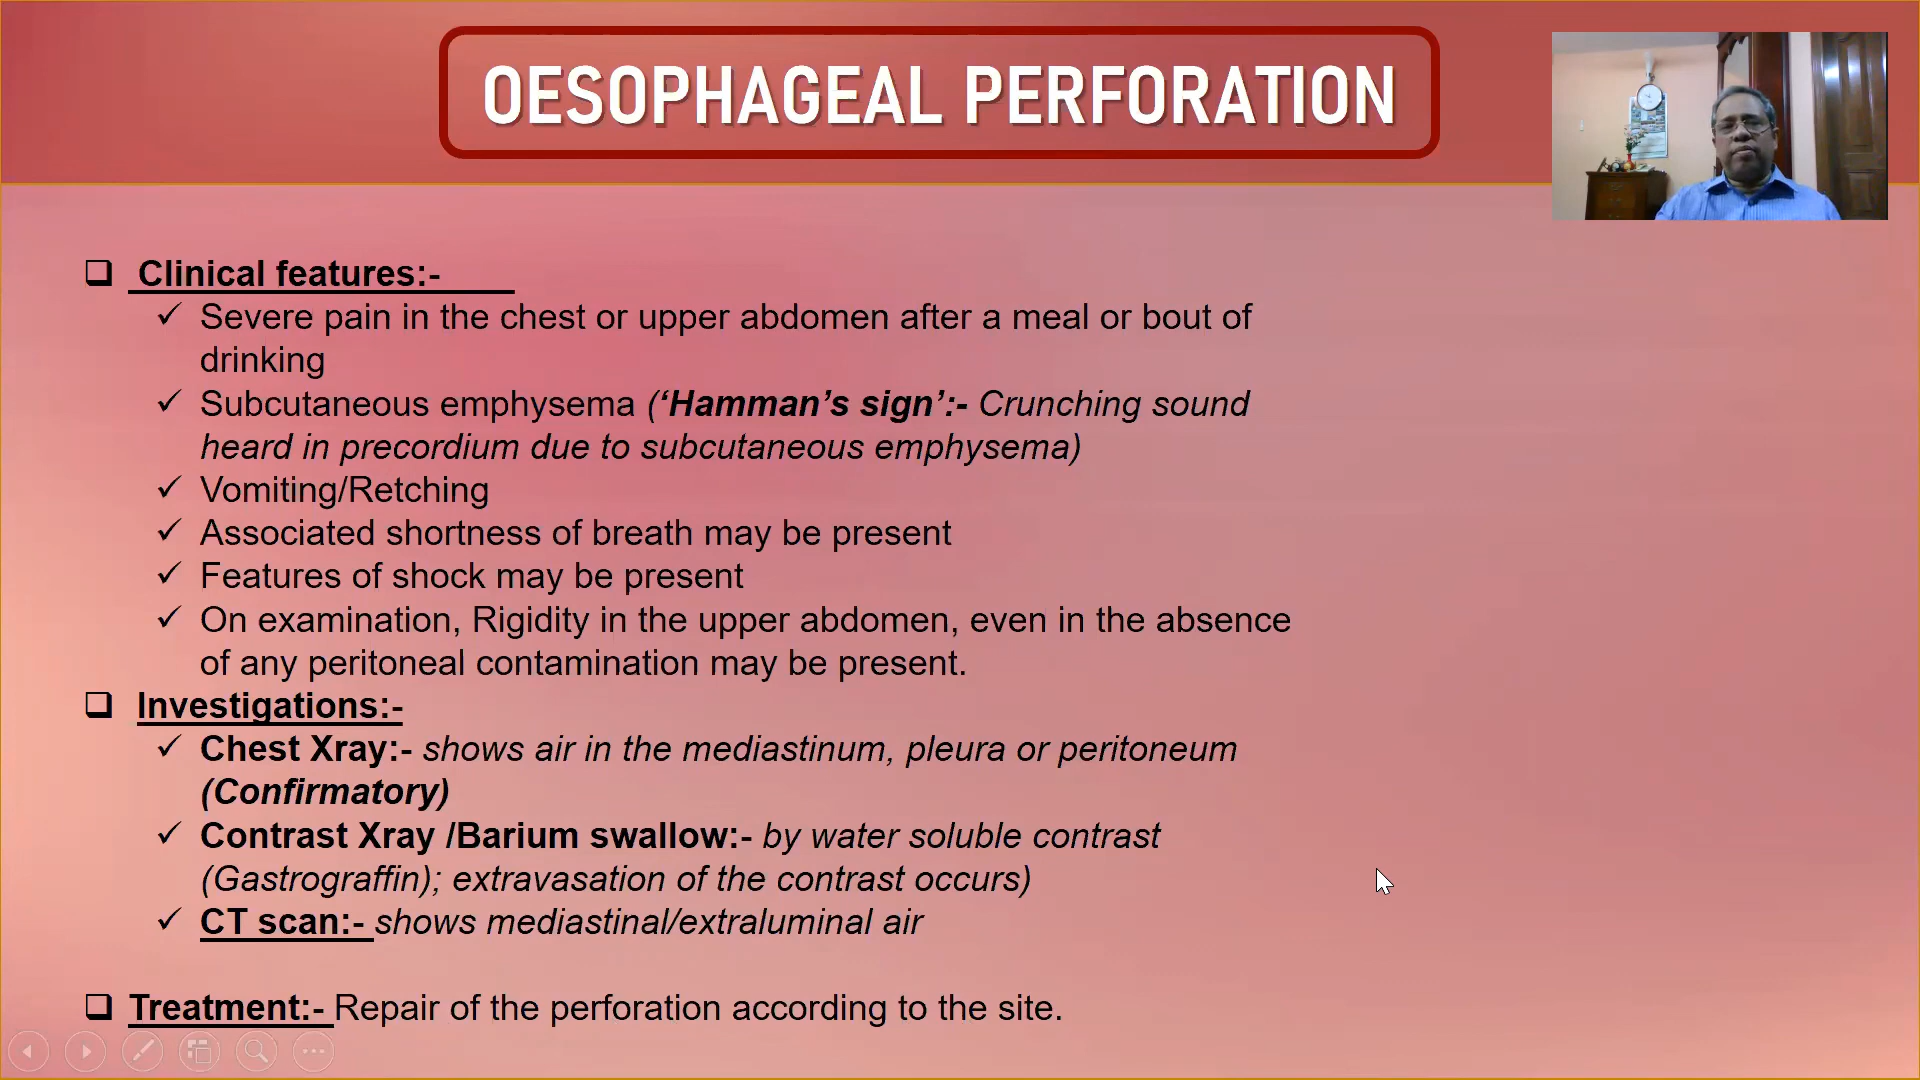 OESOPHAGEAL PERFORATION
Clinical features:-
Severe pain in the chest or upper abdomen after a meal or bout of
drinking
Subcutaneous emphysema (‘Hamman’s sign’:- Crunching sound
heard in precordium due to subcutaneous emphysema)
Vomiting/Retching
Associated shortness of breath may be present
Features of shock may be present
On examination, Rigidity in the upper abdomen, even in the absence
of any peritoneal contamination may be present.
Investigations:-
Chest Xray:- shows air in the mediastinum, pleura or peritoneum
(Confirmatory)
Contrast Xray /Barium swallow:- by water soluble contrast
(Gastrograffin); extravasation of the contrast occurs)
CT scan:- shows mediastinal/extraluminal air
Treatment:- Repair of the perforation according to the site.